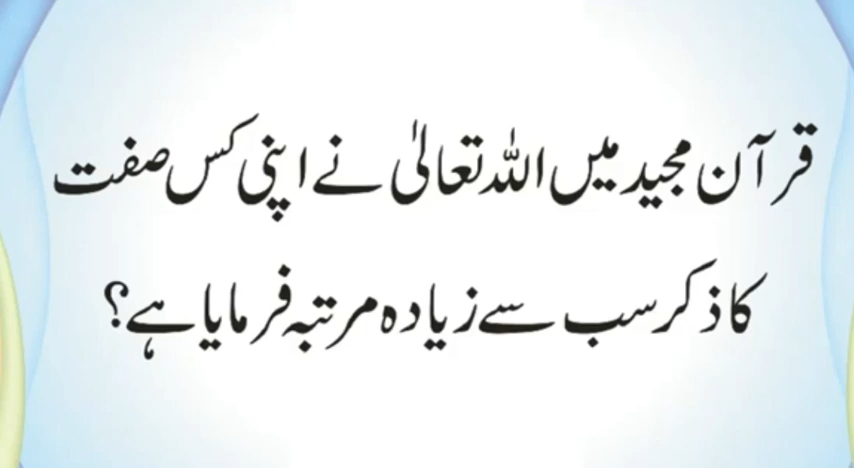 قرآن مجید میں اللہ تعالیٰ نے اپنی کس صفت
کا ذکر سب سے زیادہ مرتبہ فرمایا ہے؟